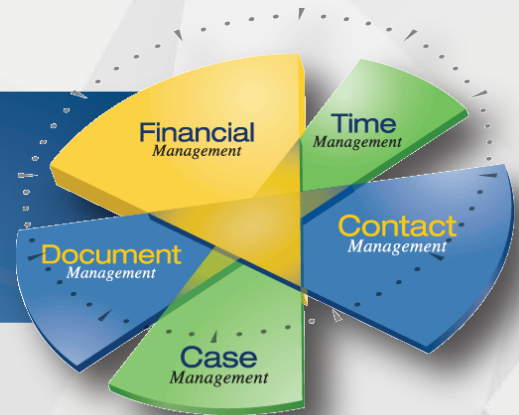 Financial
Management
Time
Management
Document
Management
Contact
Management
Case
Management